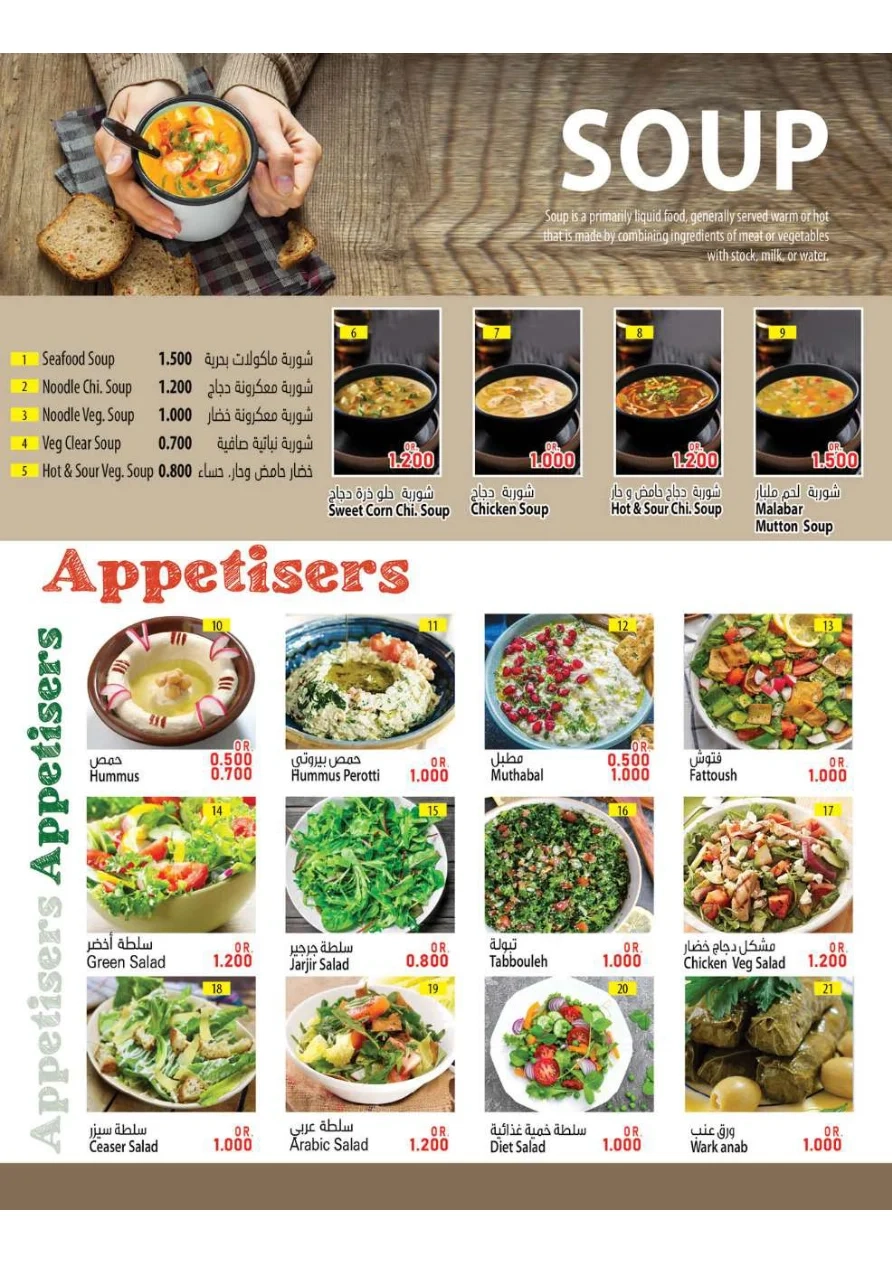 SOUP
Soup is a primarily liquid food, generally served warm or hot
that is made by combining ingredients of meat or vegetables
with stock, milk, or water.
1 Seafood Soup 1.500 شوربة ماكولات بحرية
2 Noodle Chi. Soup 1.200 شوربة معكرونة دجاج
3 Noodle Veg. Soup 1.000 شوربة معكرونة خضار
4 Veg Clear Soup 0.700 شوربة نباتية صافية
5 Hot & Sour Veg. Soup 0.800 خضار حامض وحار. حساء
6
OR.
1.200
شوربة حلو ذرة دجاج
Sweet Corn Chi. Soup
7
OR.
1.000
شوربة دجاج
Chicken Soup
8
OR.
1.200
شوربة دجاج حامض و حار
Hot & Sour Chi. Soup
9
OR.
1.500
شوربة لحم مليار
Malabar
Mutton Soup
Appetisers
Appetisers
Appetisers
10
حمص
Hummus
OR.
0.500
0.700
11
حمص بيروتي
Hummus Perotti
OR.
1.000
12
مطبل
Muthabal
OR.
0.500
1.000
13
فتوش
Fattoush
OR.
1.000
14
سلطة أخضر
Green Salad
OR.
1.200
15
سلطة جرجير
Jarjir Salad
OR.
0.800
16
تبولة
Tabbouleh
OR.
1.000
17
مشكل دجاج خضار
Chicken Veg Salad
OR.
1.200
18
سلطة سيزر
Ceaser Salad
OR.
1.000
19
سلطة عربي
Arabic Salad
OR.
1.200
20
سلطة خمية غذائية
Diet Salad
OR.
1.000
21
ورق عنب
Wark anab
OR.
1.000